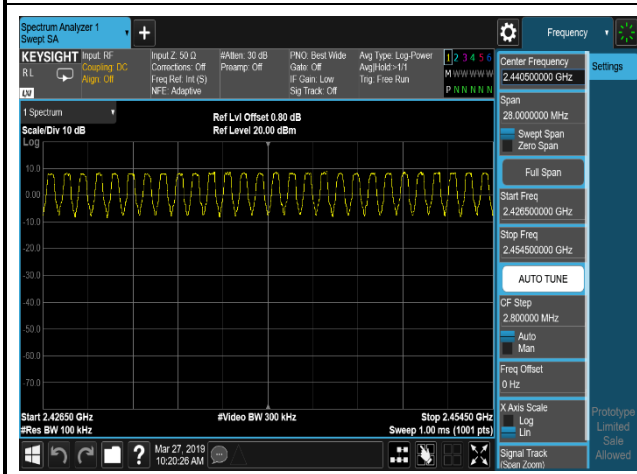 Spectrum Analyzer 1
Swept SA
+
Frequency
KEYSIGHT
RL
LV
Input: RF
Coupling: DC
Align: Off
Input Z: 50 Ω
Corrections: Off
Freq Ref: Int (S)
NFE: Adaptive
#Atten: 30 dB
Preamp: Off
PNO: Best Wide
Gate: Off
IF Gain: Low
Sig Track: Off
Avg Type: Log-Power
Avg|Hold:>1/1
Trig: Free Run
1 2 3 4 5 6
M W W W W W
P N N N N N
1 Spectrum
Scale/Div 10 dB
Ref Lvl Offset 0.80 dB
Ref Level 20.00 dBm
Log
10.0
0.00
-10.0
-20.0
-30.0
-40.0
-50.0
-60.0
-70.0
Start 2.42650 GHz
#Res BW 100 kHz
#Video BW 300 kHz
Stop 2.45450 GHz
Sweep 1.00 ms (1001 pts)
Mar 27, 2019
10:20:26 AM
Center Frequency
2.440500000 GHz
Settings
Span
28.0000000 MHz
Swept Span
Zero Span
Full Span
Start Freq
2.426500000 GHz
Stop Freq
2.454500000 GHz
AUTO TUNE
CF Step
2.800000 MHz
Auto
Man
Freq Offset
0 Hz
X Axis Scale
Log
Lin
Signal Track
(Span Zoom)
Prototype
Limited
Sale
Allowed